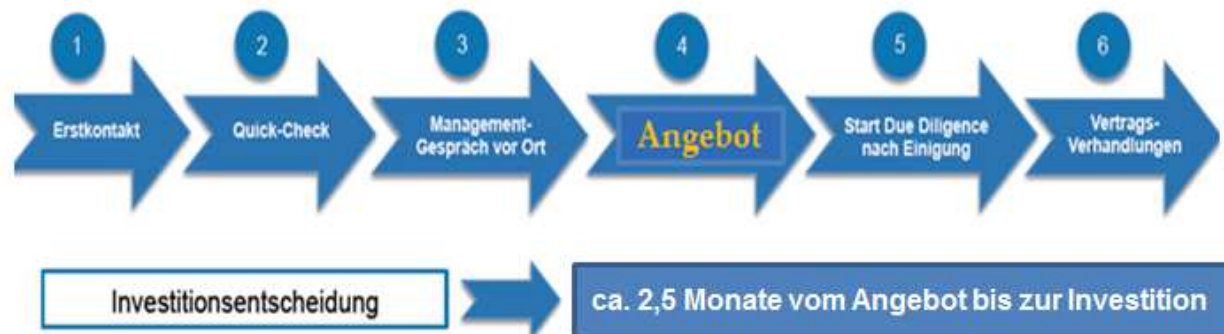 1
2
3
4
5
6
Erstkontakt
Quick-Check
Management-
Gespräch vor Ort
Angebot
Start Due Diligence
nach Einigung
Vertrags-
Verhandlungen
Investitionsentscheidung
ca. 2,5 Monate vom Angebot bis zur Investition